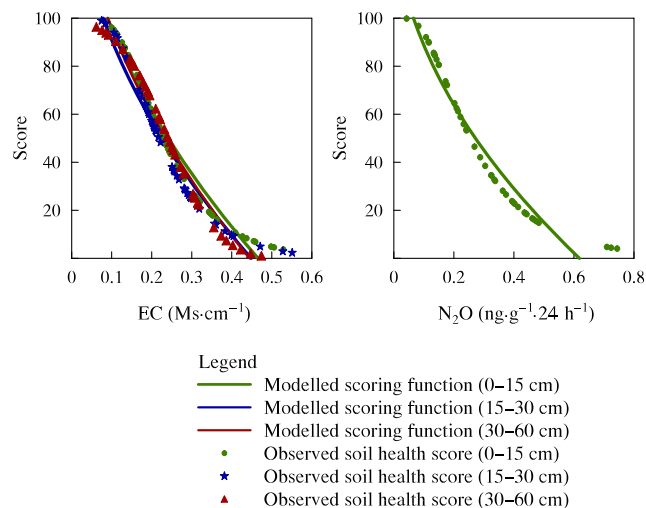 100
80
60
40
20
Score
0 0.1 0.2 0.3 0.4 0.5 0.6
EC (Ms·cm⁻¹)
100
80
60
40
20
Score
0 0.2 0.4 0.6 0.8
N₂O (ng·g⁻¹·24 h⁻¹)
Legend
Modelled scoring function (0–15 cm)
Modelled scoring function (15–30 cm)
Modelled scoring function (30–60 cm)
Observed soil health score (0–15 cm)
Observed soil health score (15–30 cm)
Observed soil health score (30–60 cm)